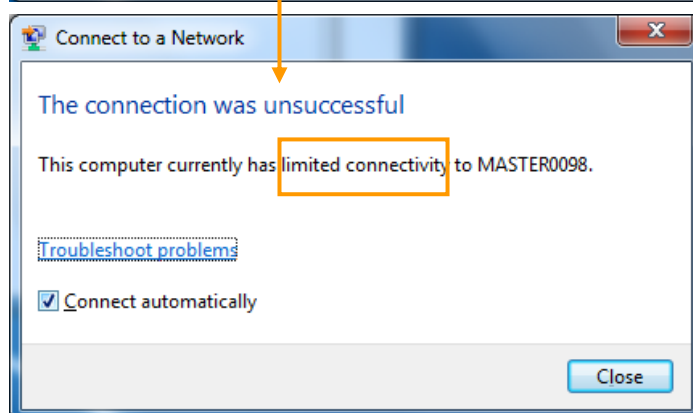 Connect to a Network
The connection was unsuccessful
This computer currently has limited connectivity to MASTER0098.
Troubleshoot problems
Connect automatically
Close